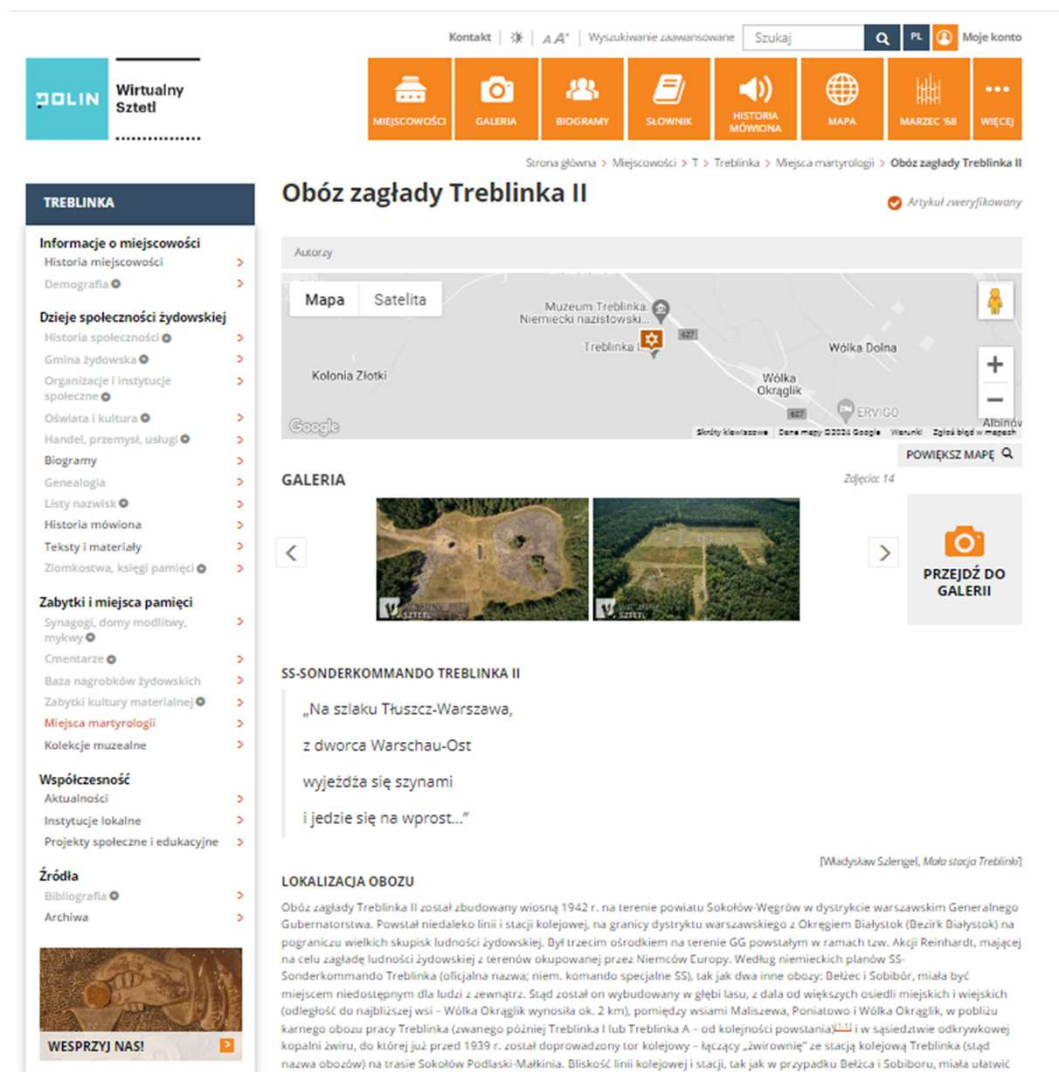 Kontakt
A A+
Wyszukiwanie zaawansowane
Szukaj
PL
Moje konto
POLIN
Wirtualny
Sztetl
MIEJSCOWOŚCI
GALERIA
BIOGRAMY
SŁOWNIK
HISTORIA
MÓWIONA
MAPA
MARZEC '68
WIĘCEJ
Strona główna > Miejscowości > T > Treblinka > Miejsca martyrologii > Obóz zagłady Treblinka II
TREBLINKA
Informacje o miejscowości
Historia miejscowości
Demografia
Dzieje społeczności żydowskiej
Historia społeczności
Gmina żydowska
Organizacje i instytucje
społeczne
Oświata i kultura
Handel, przemysł, usługi
Biogramy
Genealogia
Listy nazwisk
Historia mówiona
Teksty i materiały
Ziomkostwa, księgi pamięci
Zabytki i miejsca pamięci
Synagogi, domy modlitwy,
mykwy
Cmentarze
Baza nagrobków żydowskich
Zabytki kultury materialnej
Miejsca martyrologii
Kolekcje muzealne
Współczesność
Aktualności
Instytucje lokalne
Projekty społeczne i edukacyjne
Źródła
Bibliografia
Archiwa
WESPRZYJ NAS!
Obóz zagłady Treblinka II
Artykuł zweryfikowany
Autorzy
Mapa
Satelita
Muzeum Treblinka.
Niemiecki nazistowski...
627
Treblinka I...
Wólka Dolna
Kolonia Złotki
Wólka
Okrąglik
627
ERVIGO
Albinów
Google
Skróty klawiszowe
Dane mapy ©2024 Google
Warunki
Zgłoś błąd w mapach
POWIĘKSZ MAPĘ
GALERIA
Zdjęcia: 14
SZTETL
SZTETL
PRZEJDŹ DO
GALERII
SS-SONDERKOMMANDO TREBLINKA II
„Na szlaku Tłuszcz-Warszawa,
z dworca Warschau-Ost
wyjeżdża się szynami
i jedzie się na wprost...”
[Władysław Szlengel, Mała stacja Treblinki]
LOKALIZACJA OBOZU
Obóz zagłady Treblinka II został zbudowany wiosną 1942 r. na terenie powiatu Sokołów-Węgrów w dystrykcie warszawskim Generalnego
Gubernatorstwa. Powstał niedaleko linii i stacji kolejowej, na granicy dystryktu warszawskiego z Okręgiem Białystok (Bezirk Białystok) na
pograniczu wielkich skupisk ludności żydowskiej. Był trzecim ośrodkiem na terenie GG powstałym w ramach tzw. Akcji Reinhardt, mającej
na celu zagładę ludności żydowskiej z terenów okupowanej przez Niemców Europy. Według niemieckich planów SS-
Sonderkommando Treblinka (oficjalna nazwa; niem. komando specjalne SS), tak jak dwa inne obozy: Bełżec i Sobibór, miała być
miejscem niedostępnym dla ludzi z zewnątrz. Stąd został on wybudowany w głębi lasu, z dala od większych osiedli miejskich i wiejskich
(odległość do najbliższej wsi – Wólka Okrąglik wynosiła ok. 2 km), pomiędzy wsiami Maliszewa, Poniatowo i Wólka Okrąglik, w pobliżu
karnego obozu pracy Treblinka (zwanego później Treblinka I lub Treblinka A – od kolejności powstania)[1.1] i w sąsiedztwie odkrywkowej
kopalni żwiru, do której już przed 1939 r. został doprowadzony tor kolejowy – łączący „żwirownię” ze stacją kolejową Treblinka (stąd
nazwa obozów) na trasie Sokołów Podlaski-Małkinia. Bliskość linii kolejowej i stacji, tak jak w przypadku Bełżca i Sobiboru, miała ułatwić